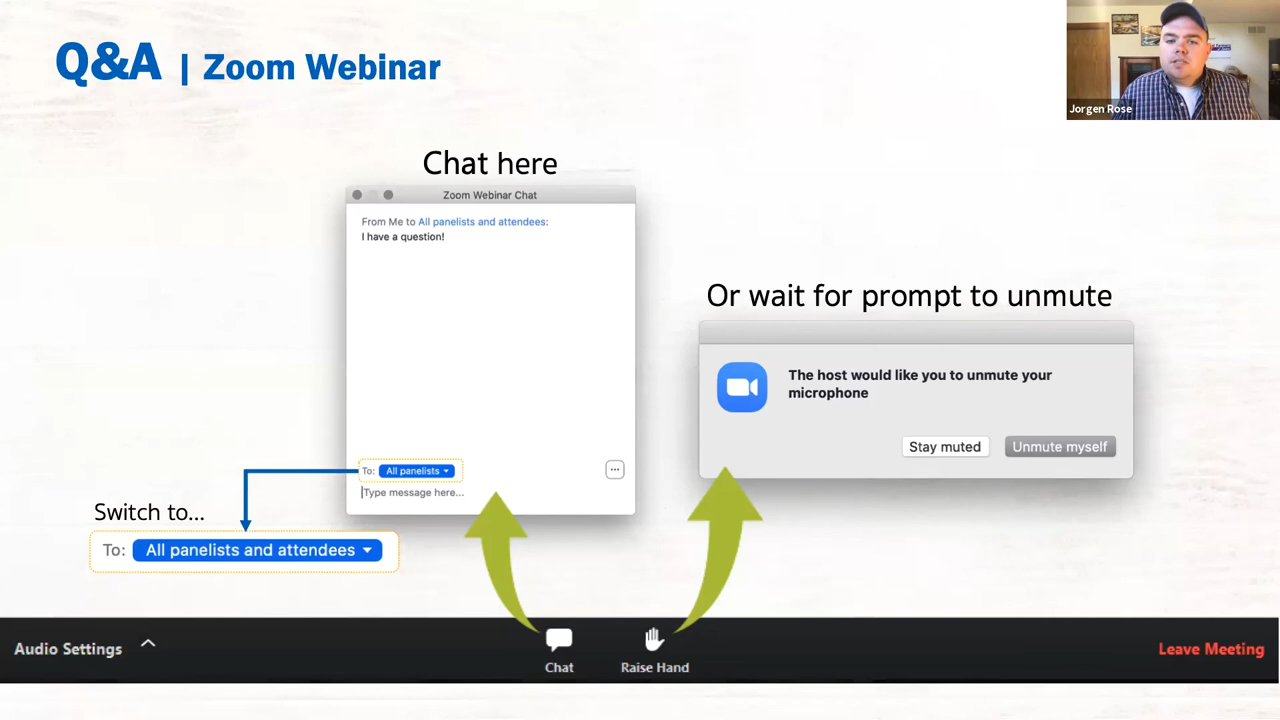 Q&A | Zoom Webinar
Jorgen Rose
Chat here
Zoom Webinar Chat
From Me to All panelists and attendees:
I have a question!
Or wait for prompt to unmute
The host would like you to unmute your
microphone
Stay muted
Unmute myself
To: All panelists
...
Type message here...
Switch to...
To: All panelists and attendees
Audio Settings
Chat
Raise Hand
Leave Meeting